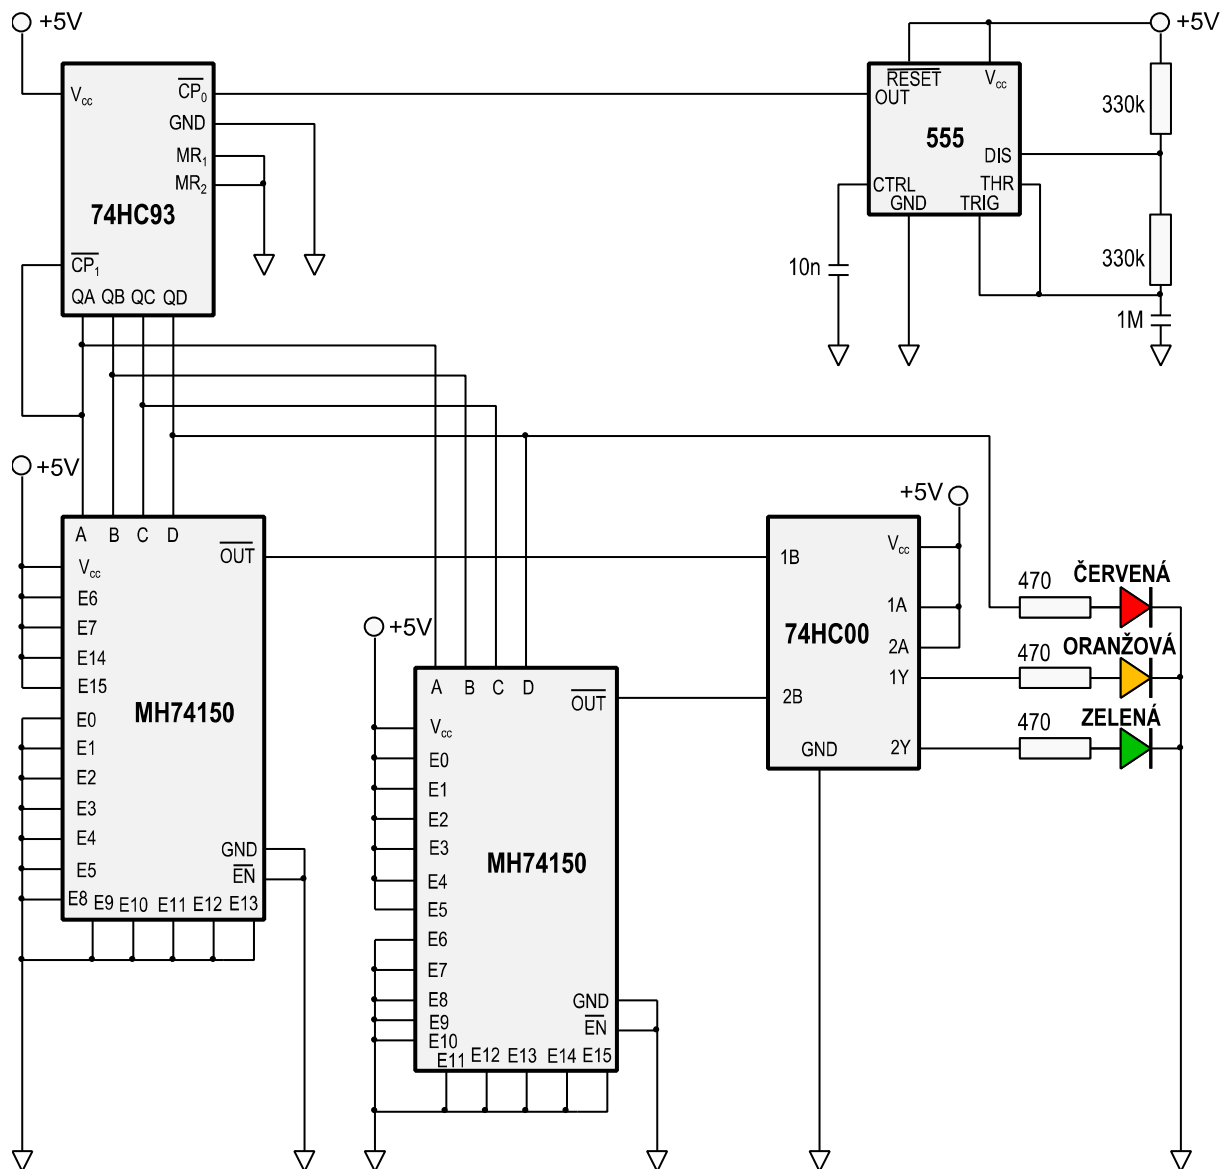 +5V
+5V
Vcc
CP0
GND
MR1
MR2
74HC93
CP1
QA QB QC QD
RESET
Vcc
OUT
555
DIS
CTRL
THR
GND
TRIG
330k
330k
10n
1M
+5V
A B C D
OUT
Vcc
E6
E7
E14
E15
E0
E1
E2
E3
E4
E5
E8 E9 E10 E11 E12 E13
MH74150
GND
EN
+5V
A B C D
OUT
Vcc
E0
E1
E2
E3
E4
E5
E6
E7
E8
E9
E10
E11 E12 E13 E14 E15
MH74150
GND
EN
+5V
1B
Vcc
1A
74HC00
2A
1Y
2B
GND
2Y
470 ČERVENÁ
470 ORANŽOVÁ
470 ZELENÁ